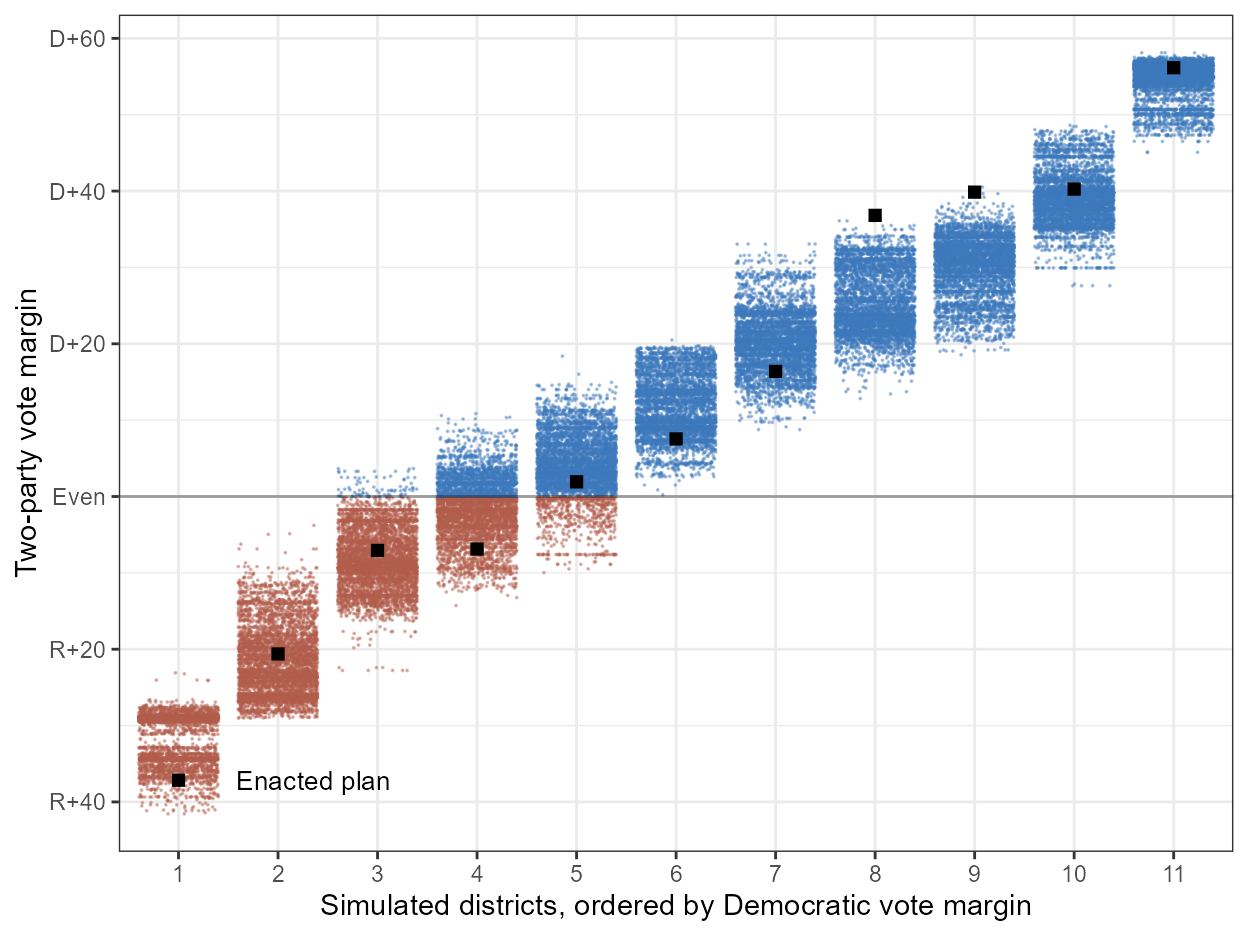 D+60
D+40
D+20
Even
R+20
R+40
Two-party vote margin
Enacted plan
1 2 3 4 5 6 7 8 9 10 11
Simulated districts, ordered by Democratic vote margin